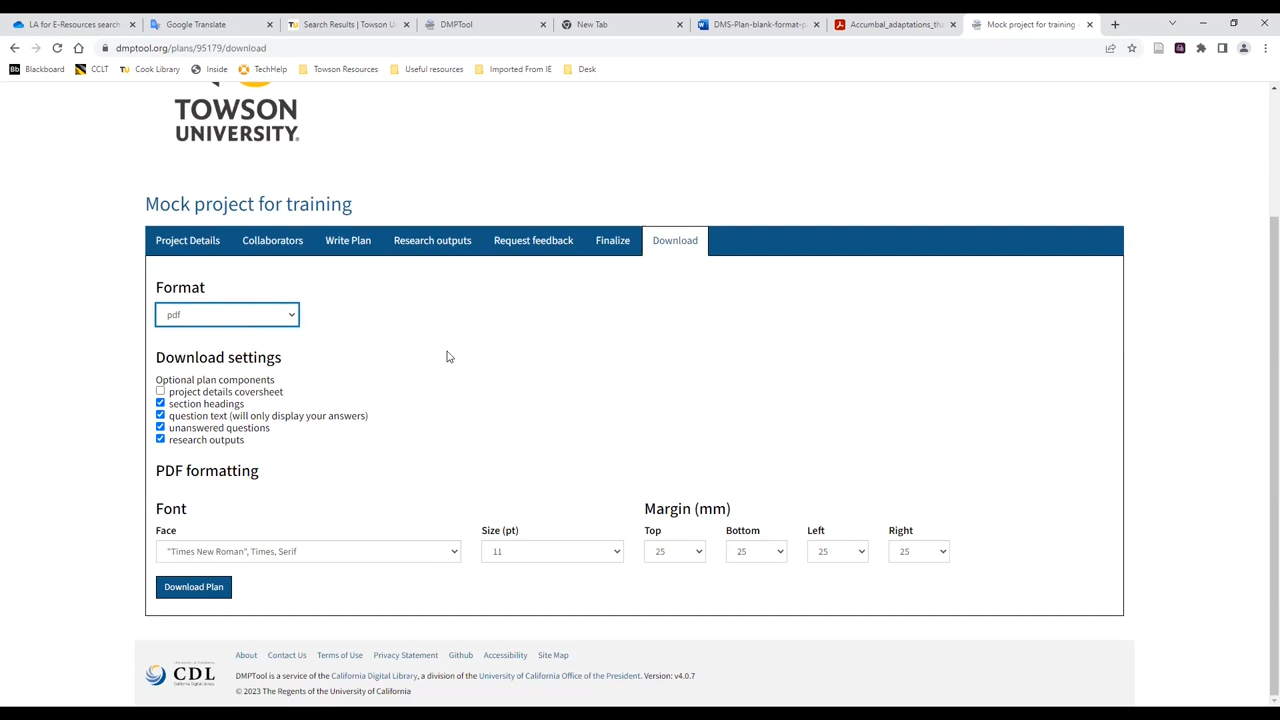 LA for E-Resources search
Google Translate
Search Results | Towson U
DMPTool
New Tab
DMS-Plan-blank-format-p
Accumbal_adaptations_tha
Mock project for training
dmptool.org/plans/95179/download
Bb Blackboard
CCLT
TU Cook Library
Inside
TechHelp
Towson Resources
Useful resources
Imported From IE
Desk
TOWSON
UNIVERSITY.
Mock project for training
Project Details
Collaborators
Write Plan
Research outputs
Request feedback
Finalize
Download
Format
pdf
Download settings
Optional plan components
project details coversheet
section headings
question text (will only display your answers)
unanswered questions
research outputs
PDF formatting
Font
Margin (mm)
Face
Size (pt)
Top
Bottom
Left
Right
"Times New Roman", Times, Serif
11
25
25
25
25
Download Plan
About
Contact Us
Terms of Use
Privacy Statement
Github
Accessibility
Site Map
CDL
DMPTool is a service of the California Digital Library, a division of the University of California Office of the President. Version: v4.0.7
© 2023 The Regents of the University of California